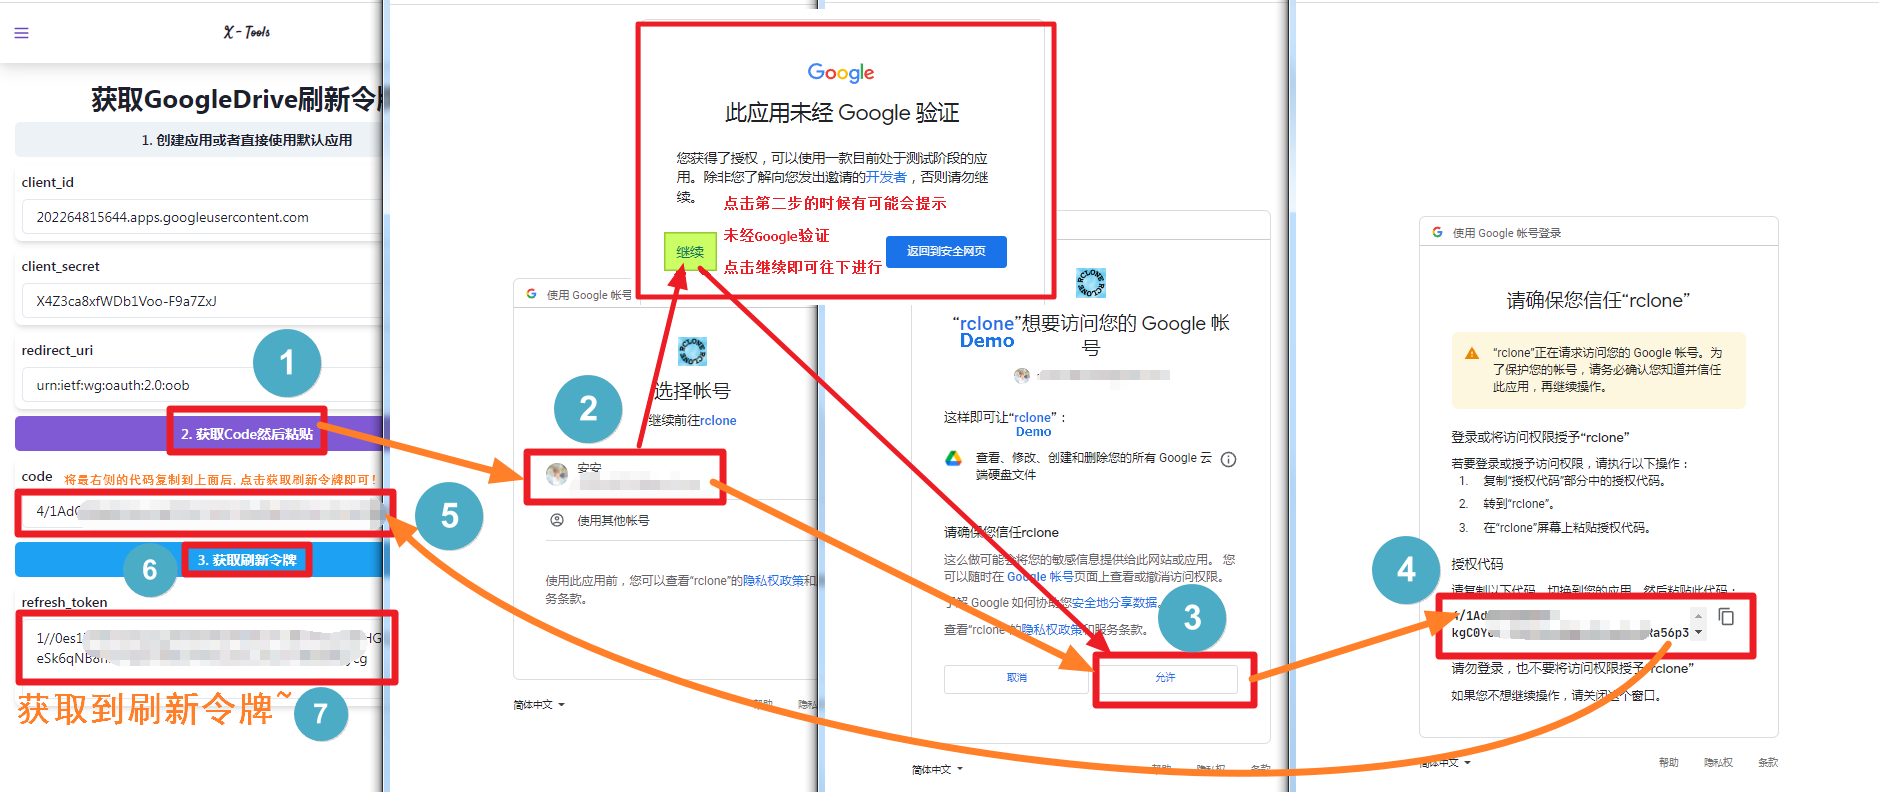 X - Tools
获取GoogleDrive刷新令
1. 创建应用或者直接使用默认应用
client_id
202264815644.apps.googleusercontent.com
client_secret
X4Z3ca8xfWDb1Voo-F9a7ZxJ
redirect_uri
urn:ietf:wg:oauth:2.0:oob
1
2. 获取Code然后粘贴
code
将最右侧的代码复制到上面后, 点击获取刷新令牌即可!
4/1Ad
5
3. 获取刷新令牌
6
refresh_token
1//0es1
HG
eSk6qNB8
获取到刷新令牌~
7
使用 Google 帐号
选择帐号
继续前往rclone
2
安安
使用其他帐号
使用此应用前，您可以查看“rclone”的隐私权政策和
务条款。
简体中文
帮助
隐私
Google
此应用未经 Google 验证
您获得了授权，可以使用一款目前处于测试阶段的应
用。除非您了解向您发出邀请的开发者，否则请勿继
续。
点击第二步的时候有可能会提示
未经Google验证
点击继续即可往下进行
继续
返回到安全网页
RCLONE RCLONE
“rclone”想要访问您的 Google 帐
Demo
号
这样即可让“rclone”：
Demo
查看、修改、创建和删除您的所有 Google 云
端硬盘文件
请确保您信任rclone
这么做可能会将您的敏感信息提供给此网站或应用。 您
可以随时在 Google 帐号页面上查看或撤消访问权限。
了解 Google 如何协助您安全地分享数据。
查看“rclone”的隐私权政策和服务条款。
3
取消
允许
简体中文
帮助
隐私权
条款
使用 Google 帐号登录
请确保您信任“rclone”
“rclone”正在请求访问您的 Google 帐号。为
了保护您的帐号，请务必确认您知道并信任
此应用，再继续操作。
登录或将访问权限授予“rclone”
若要登录或授予访问权限，请执行以下操作：
1. 复制“授权代码”部分中的授权代码。
2. 转到“rclone”。
3. 在“rclone”屏幕上粘贴授权代码。
4
授权代码
请复制以下代码，切换到您的应用，然后粘贴此代码：
4/1Ad
kgC0Y
Ra56p3
请勿登录，也不要将访问权限授予“rclone”
如果您不想继续操作，请关闭这个窗口。
简体中文
帮助
隐私权
条款